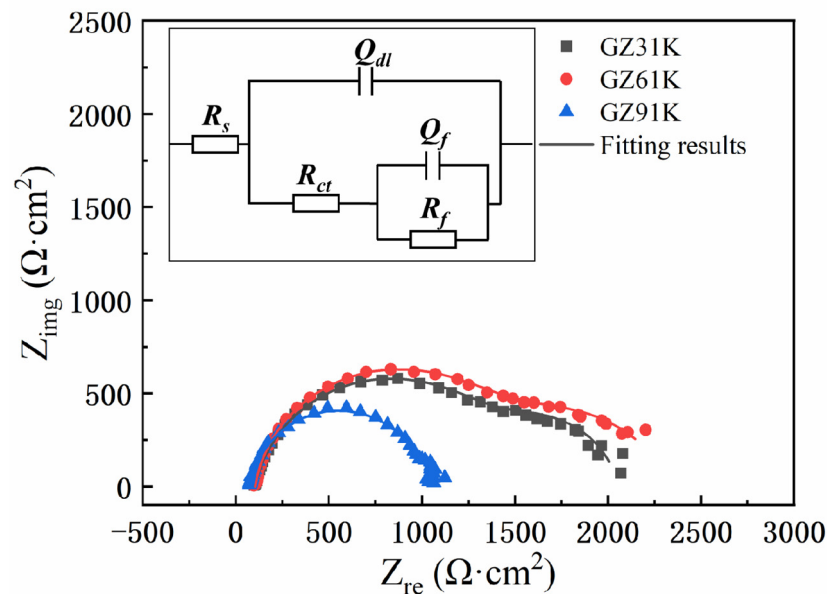 2500
2500
2000
1500
1000
500
0
Z_img (Ω·cm²)
Q_dl
R_s
Q_f
R_ct
R_f
GZ31K
GZ61K
GZ91K
Fitting results
-500
0
500
1000
1500
2000
2500
3000
Z_re (Ω·cm²)